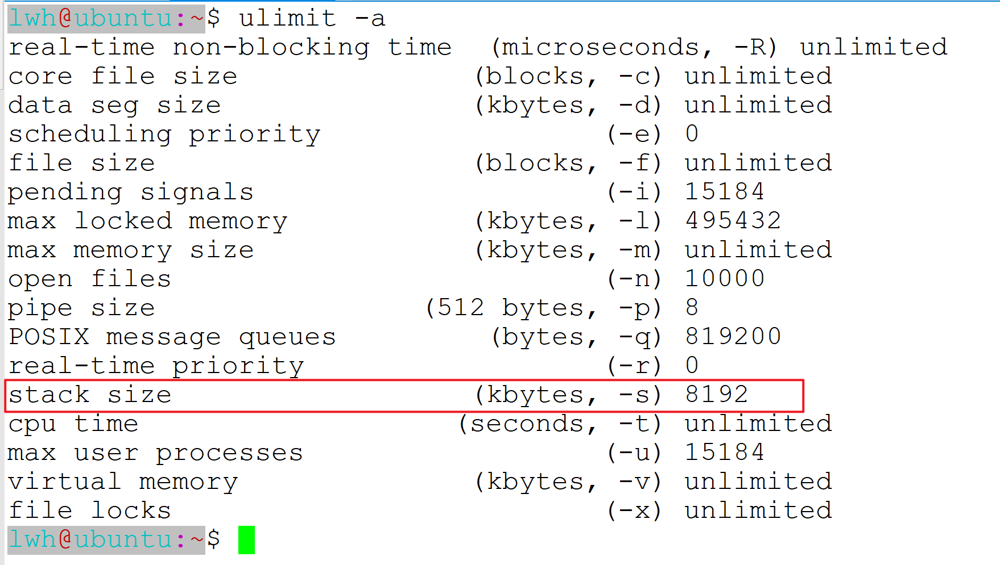 lwh@ubuntu:~$ ulimit -a
real-time non-blocking time  (microseconds, -R) unlimited
core file size              (blocks, -c) unlimited
data seg size               (kbytes, -d) unlimited
scheduling priority                 (-e) 0
file size                   (blocks, -f) unlimited
pending signals                     (-i) 15184
max locked memory           (kbytes, -l) 495432
max memory size             (kbytes, -m) unlimited
open files                          (-n) 10000
pipe size                (512 bytes, -p) 8
POSIX message queues         (bytes, -q) 819200
real-time priority                  (-r) 0
stack size                  (kbytes, -s) 8192
cpu time                   (seconds, -t) unlimited
max user processes                  (-u) 15184
virtual memory              (kbytes, -v) unlimited
file locks                          (-x) unlimited
lwh@ubuntu:~$